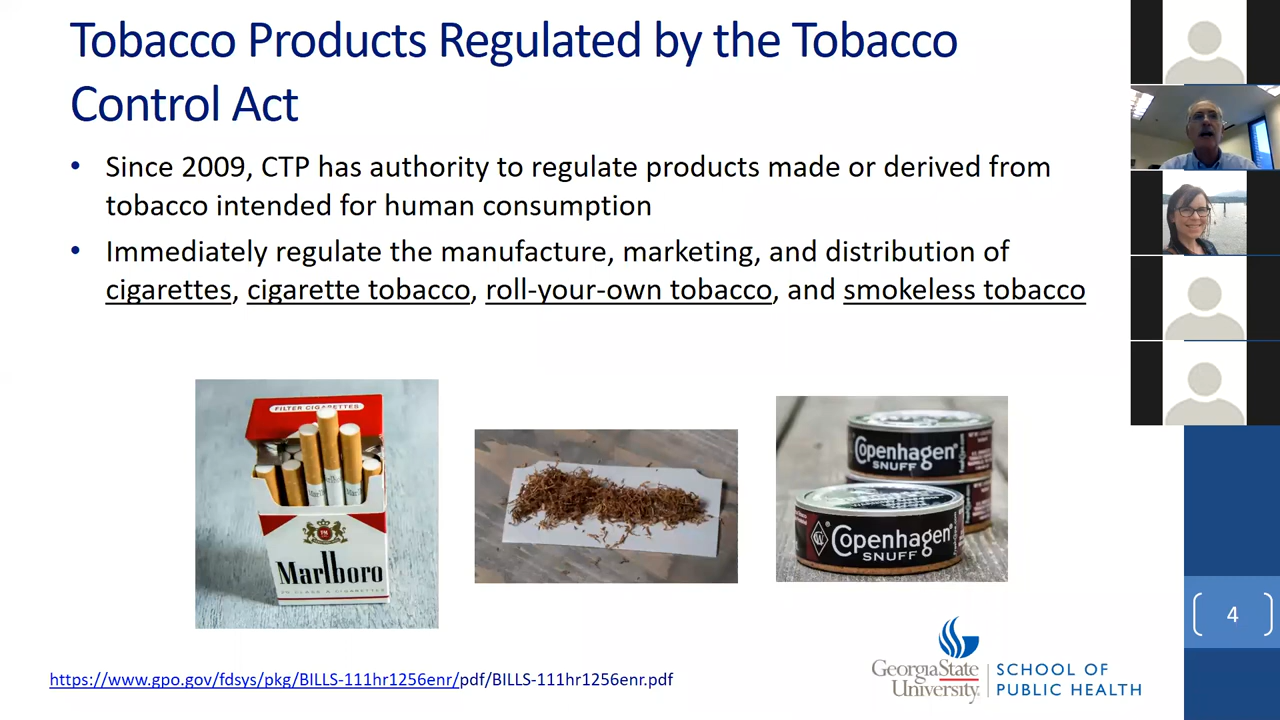 Tobacco Products Regulated by the Tobacco
Control Act
• Since 2009, CTP has authority to regulate products made or derived from
tobacco intended for human consumption
• Immediately regulate the manufacture, marketing, and distribution of
cigarettes, cigarette tobacco, roll-your-own tobacco, and smokeless tobacco
FILTER CIGARETTES
Marlboro
Copenhagen®
SNUFF
Copenhagen®
SNUFF
4
https://www.gpo.gov/fdsys/pkg/BILLS-111hr1256enr/pdf/BILLS-111hr1256enr.pdf
GeorgiaState
University.
SCHOOL OF
PUBLIC HEALTH